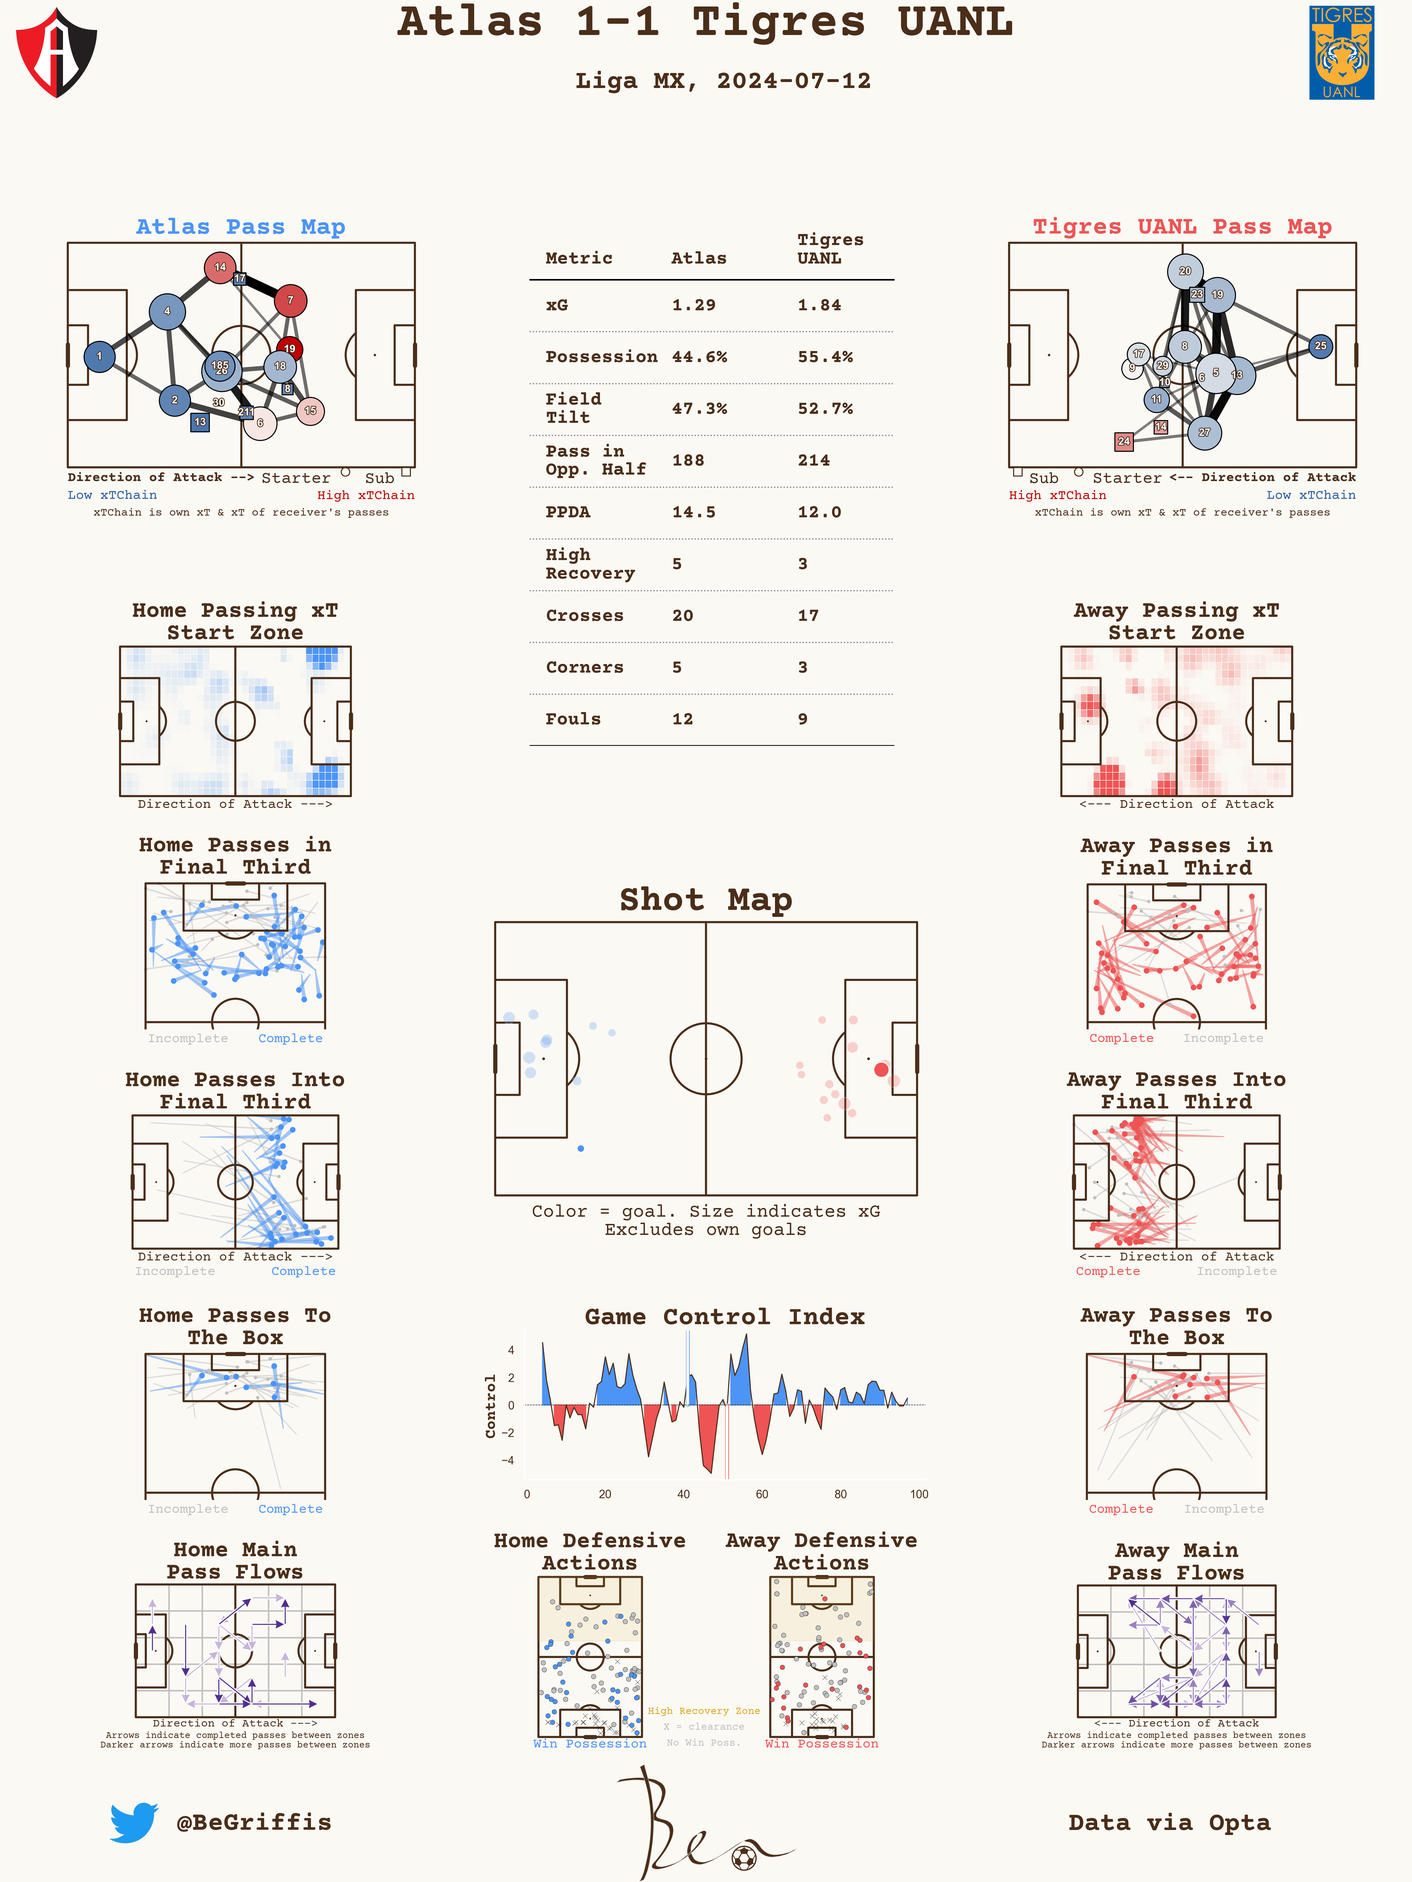 Atlas 1-1 Tigres UANL
Liga MX, 2024-07-12
TIGRES
UANL
Atlas Pass Map
14
17
7
4
1
19
185
26
18
8
2
30
211
15
13
6
Direction of Attack --> Starter Sub
Low xTChain High xTChain
xTChain is own xT & xT of receiver's passes
Metric Atlas Tigres UANL
xG 1.29 1.84
Possession 44.6% 55.4%
Field Tilt 47.3% 52.7%
Pass in Opp. Half 188 214
PPDA 14.5 12.0
High Recovery 5 3
Crosses 20 17
Corners 5 3
Fouls 12 9
Tigres UANL Pass Map
20
23
19
8
25
17
9
29
10
6
5
13
11
14
24
27
Sub Starter <-- Direction of Attack
High xTChain Low xTChain
xTChain is own xT & xT of receiver's passes
Home Passing xT
Start Zone
Direction of Attack --->
Away Passing xT
Start Zone
<--- Direction of Attack
Home Passes in
Final Third
Incomplete Complete
Away Passes in
Final Third
Complete Incomplete
Shot Map
Color = goal. Size indicates xG
Excludes own goals
Home Passes Into
Final Third
Direction of Attack --->
Incomplete Complete
Away Passes Into
Final Third
<--- Direction of Attack
Complete Incomplete
Home Passes To
The Box
Incomplete Complete
Game Control Index
Control
4
2
0
−2
−4
0 20 40 60 80 100
Away Passes To
The Box
Complete Incomplete
Home Main
Pass Flows
Direction of Attack --->
Arrows indicate completed passes between zones
Darker arrows indicate more passes between zones
Home Defensive
Actions
Win Possession
Away Defensive
Actions
Win Possession
High Recovery Zone
X = clearance
No Win Poss.
Away Main
Pass Flows
<--- Direction of Attack
Arrows indicate completed passes between zones
Darker arrows indicate more passes between zones
@BeGriffis
Ben
Data via Opta